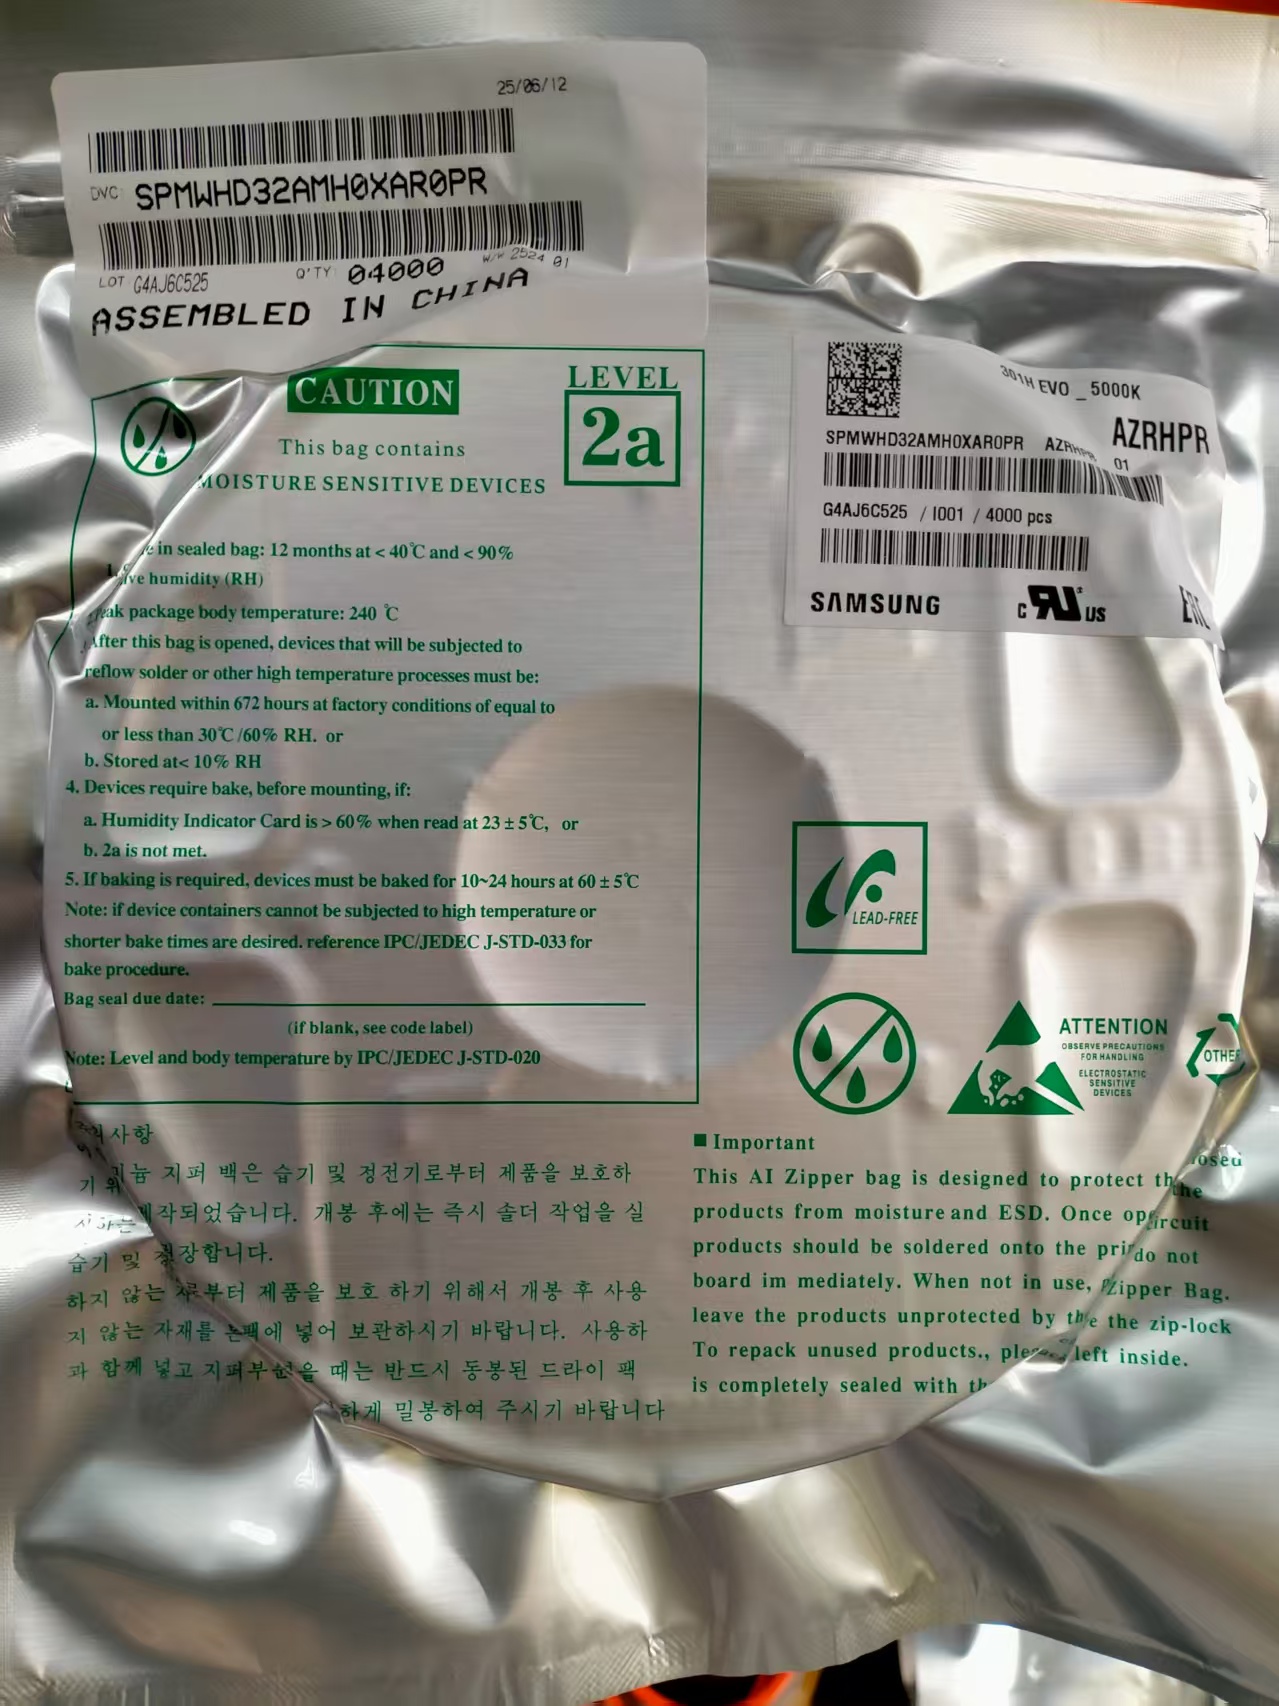 25/06/12
DVC: SPMWHD32AMH0XAR0PR
LOT G4AJ6C525 Q'TY 04000 W/W 2524 01
ASSEMBLED IN CHINA
301H EVO _ 5000K
AZRHPR
SPMWHD32AMH0XAR0PR AZRHPR 01
G4AJ6C525 / I001 / 4000 pcs
SAMSUNG c US
CAUTION
LEVEL
2a
This bag contains
MOISTURE SENSITIVE DEVICES
in sealed bag: 12 months at < 40℃ and < 90%
ve humidity (RH)
eak package body temperature: 240 ℃
After this bag is opened, devices that will be subjected to
reflow solder or other high temperature processes must be:
a. Mounted within 672 hours at factory conditions of equal to
or less than 30℃/60% RH. or
b. Stored at< 10% RH
4. Devices require bake, before mounting, if:
a. Humidity Indicator Card is > 60% when read at 23 ± 5℃, or
b. 2a is not met.
5. If baking is required, devices must be baked for 10~24 hours at 60 ± 5℃
Note: if device containers cannot be subjected to high temperature or
shorter bake times are desired. reference IPC/JEDEC J-STD-033 for
bake procedure.
Bag seal due date:
(if blank, see code label)
Note: Level and body temperature by IPC/JEDEC J-STD-020
LEAD-FREE
ATTENTION
OBSERVE PRECAUTIONS
FOR HANDLING
ELECTROSTATIC
SENSITIVE
DEVICES
OTHER
사항
늄 지퍼 백은 습기 및 정전기로부터 제품을 보호하
기 위
제작되었습니다. 개봉 후에는 즉시 솔더 작업을 실
습기 및 장합니다.
하지 않는 로부터 제품을 보호 하기 위해서 개봉 후 사용
지 않는 자재를 백에 넣어 보관하시기 바랍니다. 사용하
과 함께 넣고 지퍼부분을 때는 반드시 동봉된 드라이 팩
하게 밀봉하여 주시기 바랍니다
■ Important
This AI Zipper bag is designed to protect the
products from moisture and ESD. Once op
products should be soldered onto the pri ircuit
board im mediately. When not in use, do not
leave the products unprotected by the Zipper Bag.
To repack unused products., ple the zip-lock
is completely sealed with th left inside.